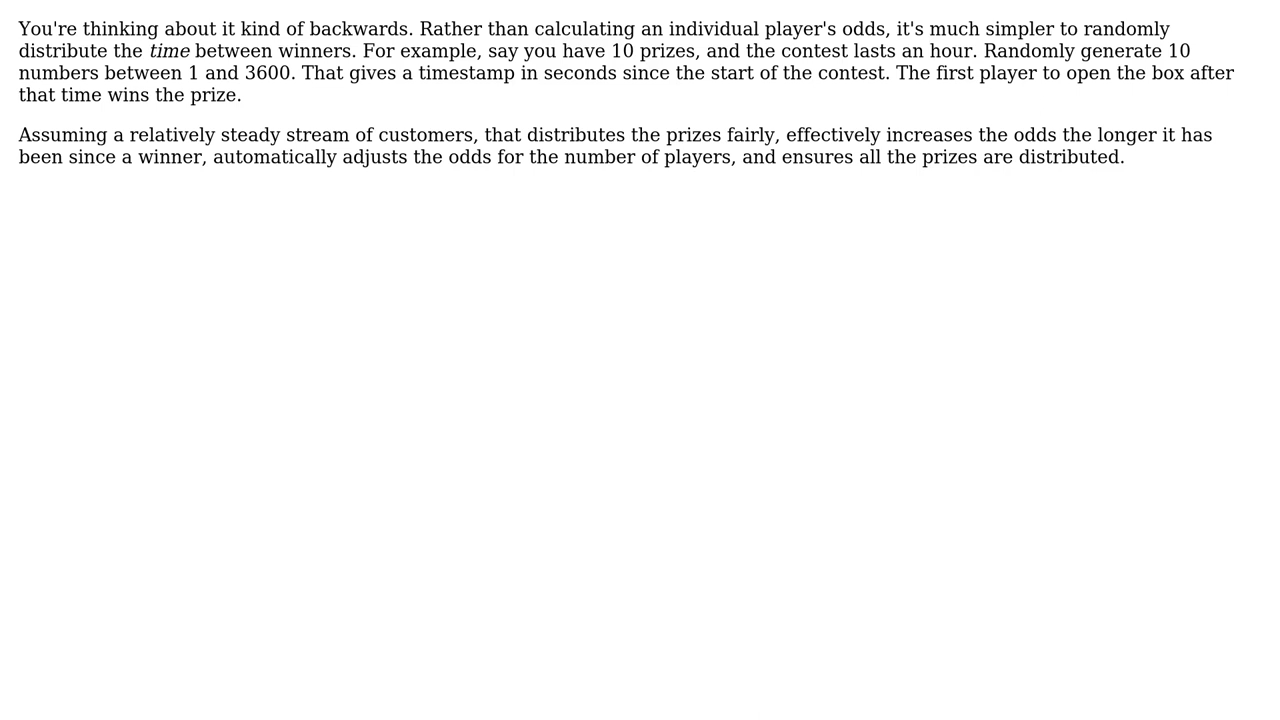 You're thinking about it kind of backwards. Rather than calculating an individual player's odds, it's much simpler to randomly
distribute the time between winners. For example, say you have 10 prizes, and the contest lasts an hour. Randomly generate 10
numbers between 1 and 3600. That gives a timestamp in seconds since the start of the contest. The first player to open the box after
that time wins the prize.
Assuming a relatively steady stream of customers, that distributes the prizes fairly, effectively increases the odds the longer it has
been since a winner, automatically adjusts the odds for the number of players, and ensures all the prizes are distributed.